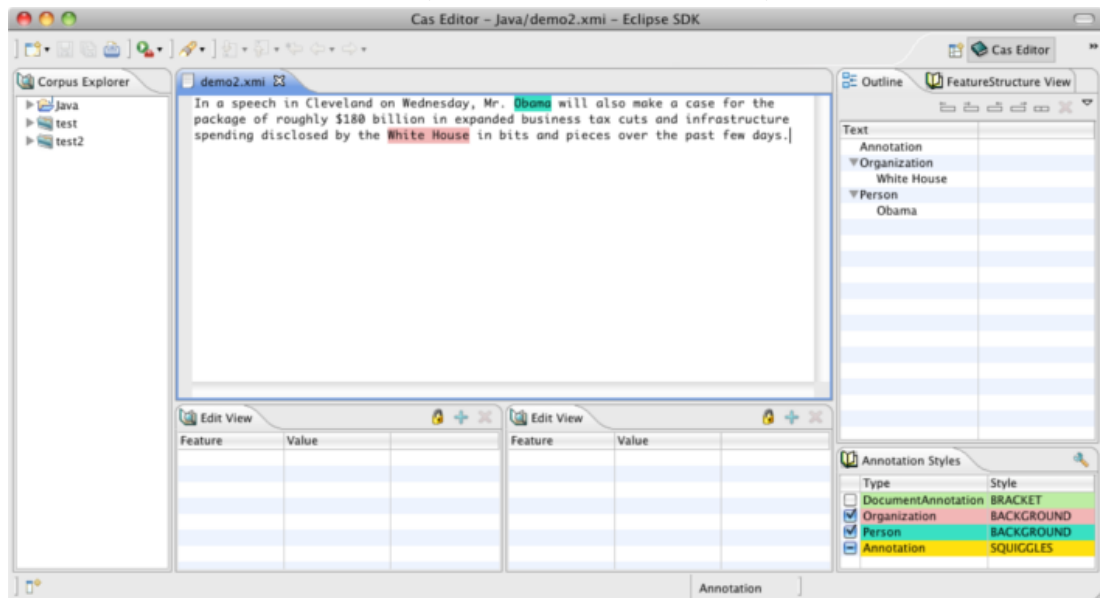 Cas Editor – Java/demo2.xmi – Eclipse SDK
Cas Editor
»
Corpus Explorer
Java
test
test2
demo2.xmi
In a speech in Cleveland on Wednesday, Mr. Obama will also make a case for the
package of roughly $180 billion in expanded business tax cuts and infrastructure
spending disclosed by the White House in bits and pieces over the past few days.
Outline FeatureStructure View
Text
Annotation
Organization
White House
Person
Obama
Edit View
Feature Value
Edit View
Feature Value
Annotation Styles
Type Style
DocumentAnnotation BRACKET
Organization BACKGROUND
Person BACKGROUND
Annotation SQUIGGLES
Annotation